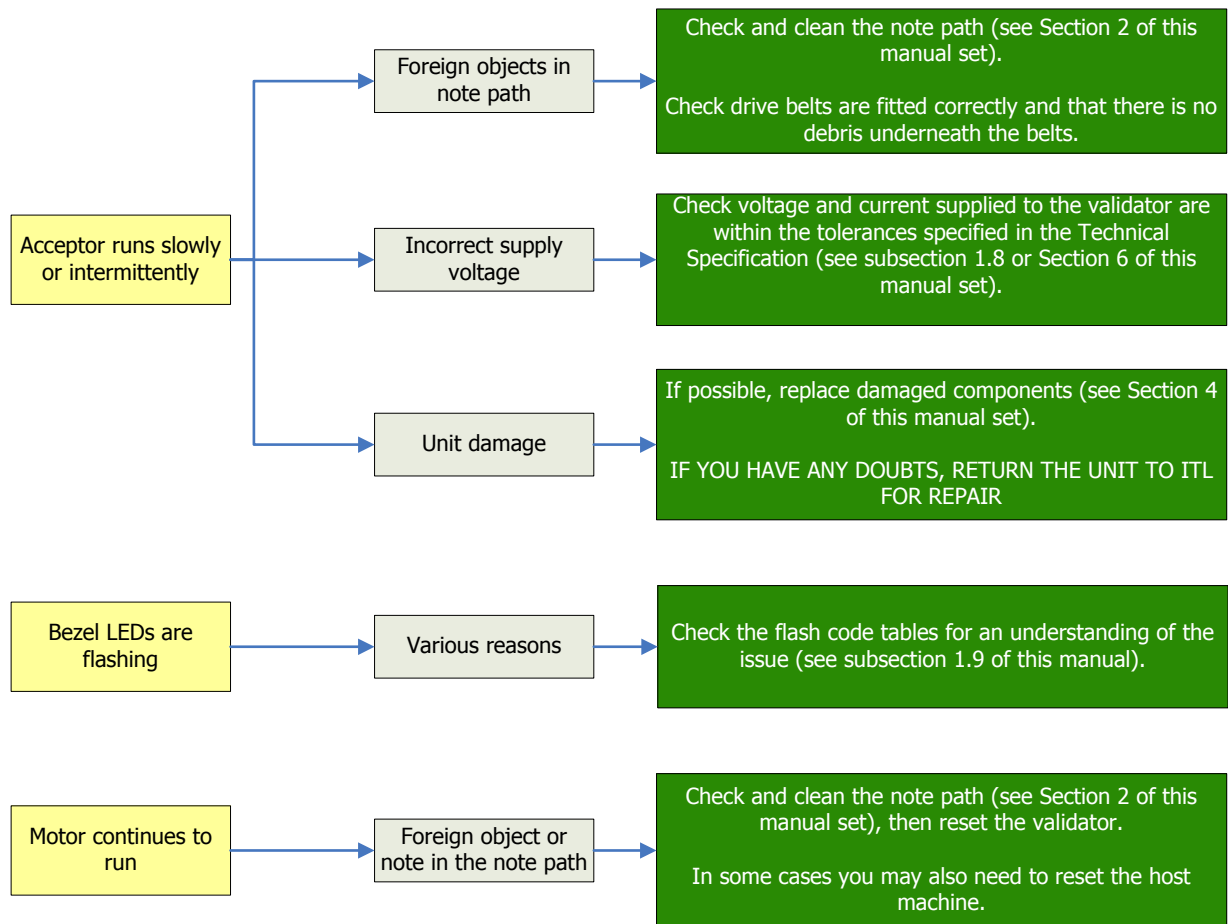 Acceptor runs slowly
or intermittently
Foreign objects in
note path
Check and clean the note path (see Section 2 of this
manual set).
Check drive belts are fitted correctly and that there is no
debris underneath the belts.
Incorrect supply
voltage
Check voltage and current supplied to the validator are
within the tolerances specified in the Technical
Specification (see subsection 1.8 or Section 6 of this
manual set).
Unit damage
If possible, replace damaged components (see Section 4
of this manual set).
IF YOU HAVE ANY DOUBTS, RETURN THE UNIT TO ITL
FOR REPAIR
Bezel LEDs are
flashing
Various reasons
Check the flash code tables for an understanding of the
issue (see subsection 1.9 of this manual).
Motor continues to
run
Foreign object or
note in the note path
Check and clean the note path (see Section 2 of this
manual set), then reset the validator.
In some cases you may also need to reset the host
machine.